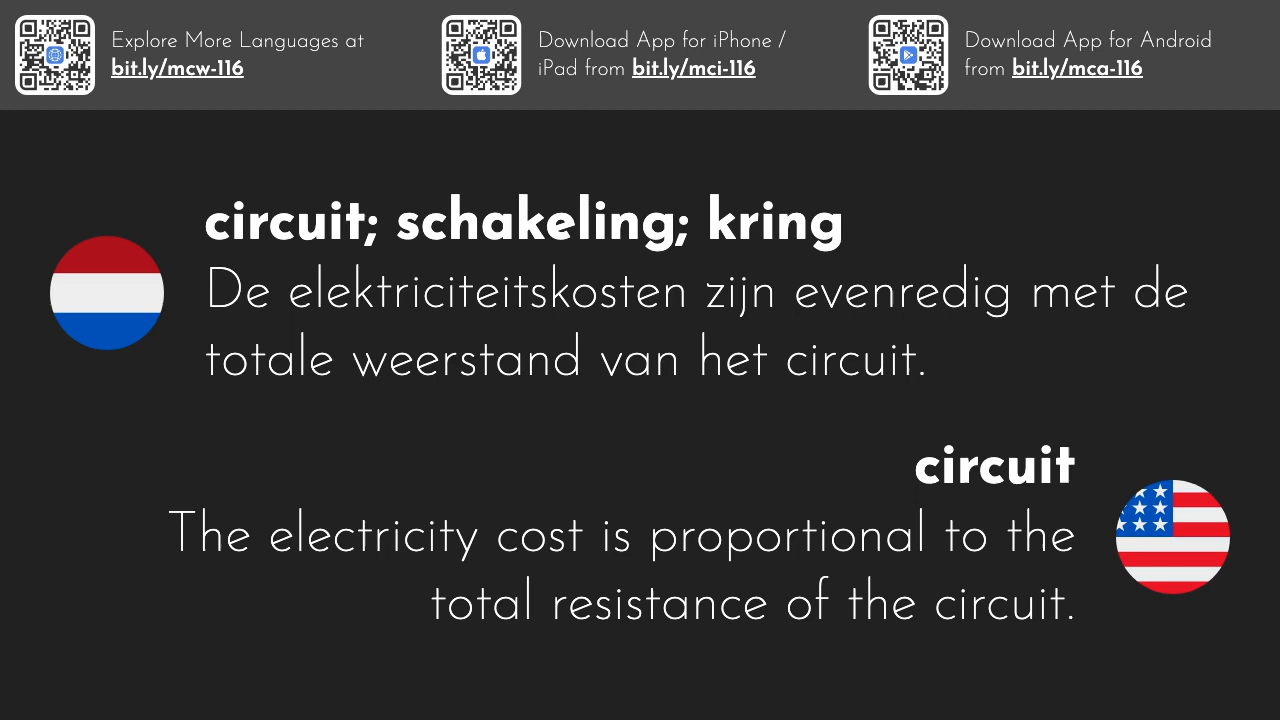 Explore More Languages at
bit.ly/mcw-116
Download App for iPhone /
iPad from bit.ly/mci-116
Download App for Android
from bit.ly/mca-116
circuit; schakeling; kring
De elektriciteitskosten zijn evenredig met de
totale weerstand van het circuit.
circuit
The electricity cost is proportional to the
total resistance of the circuit.